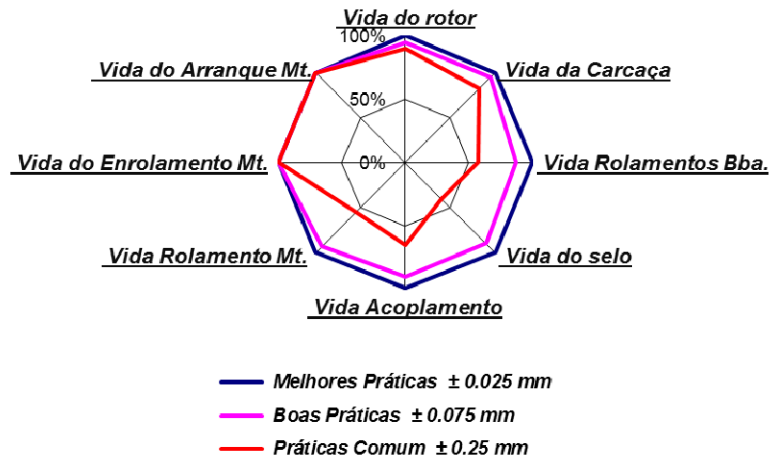 Vida do rotor
100%
Vida do Arranque Mt.
Vida da Carcaça
50%
Vida do Enrolamento Mt.
0%
Vida Rolamentos Bba.
Vida Rolamento Mt.
Vida do selo
Vida Acoplamento
Melhores Práticas ± 0.025 mm
Boas Práticas ± 0.075 mm
Práticas Comum ± 0.25 mm